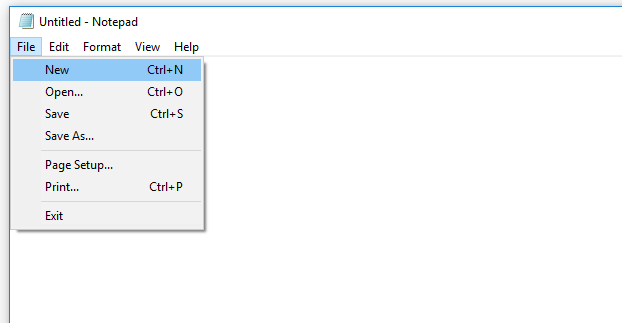 Untitled - Notepad
File Edit Format View Help
New Ctrl+N
Open... Ctrl+O
Save Ctrl+S
Save As...
Page Setup...
Print... Ctrl+P
Exit